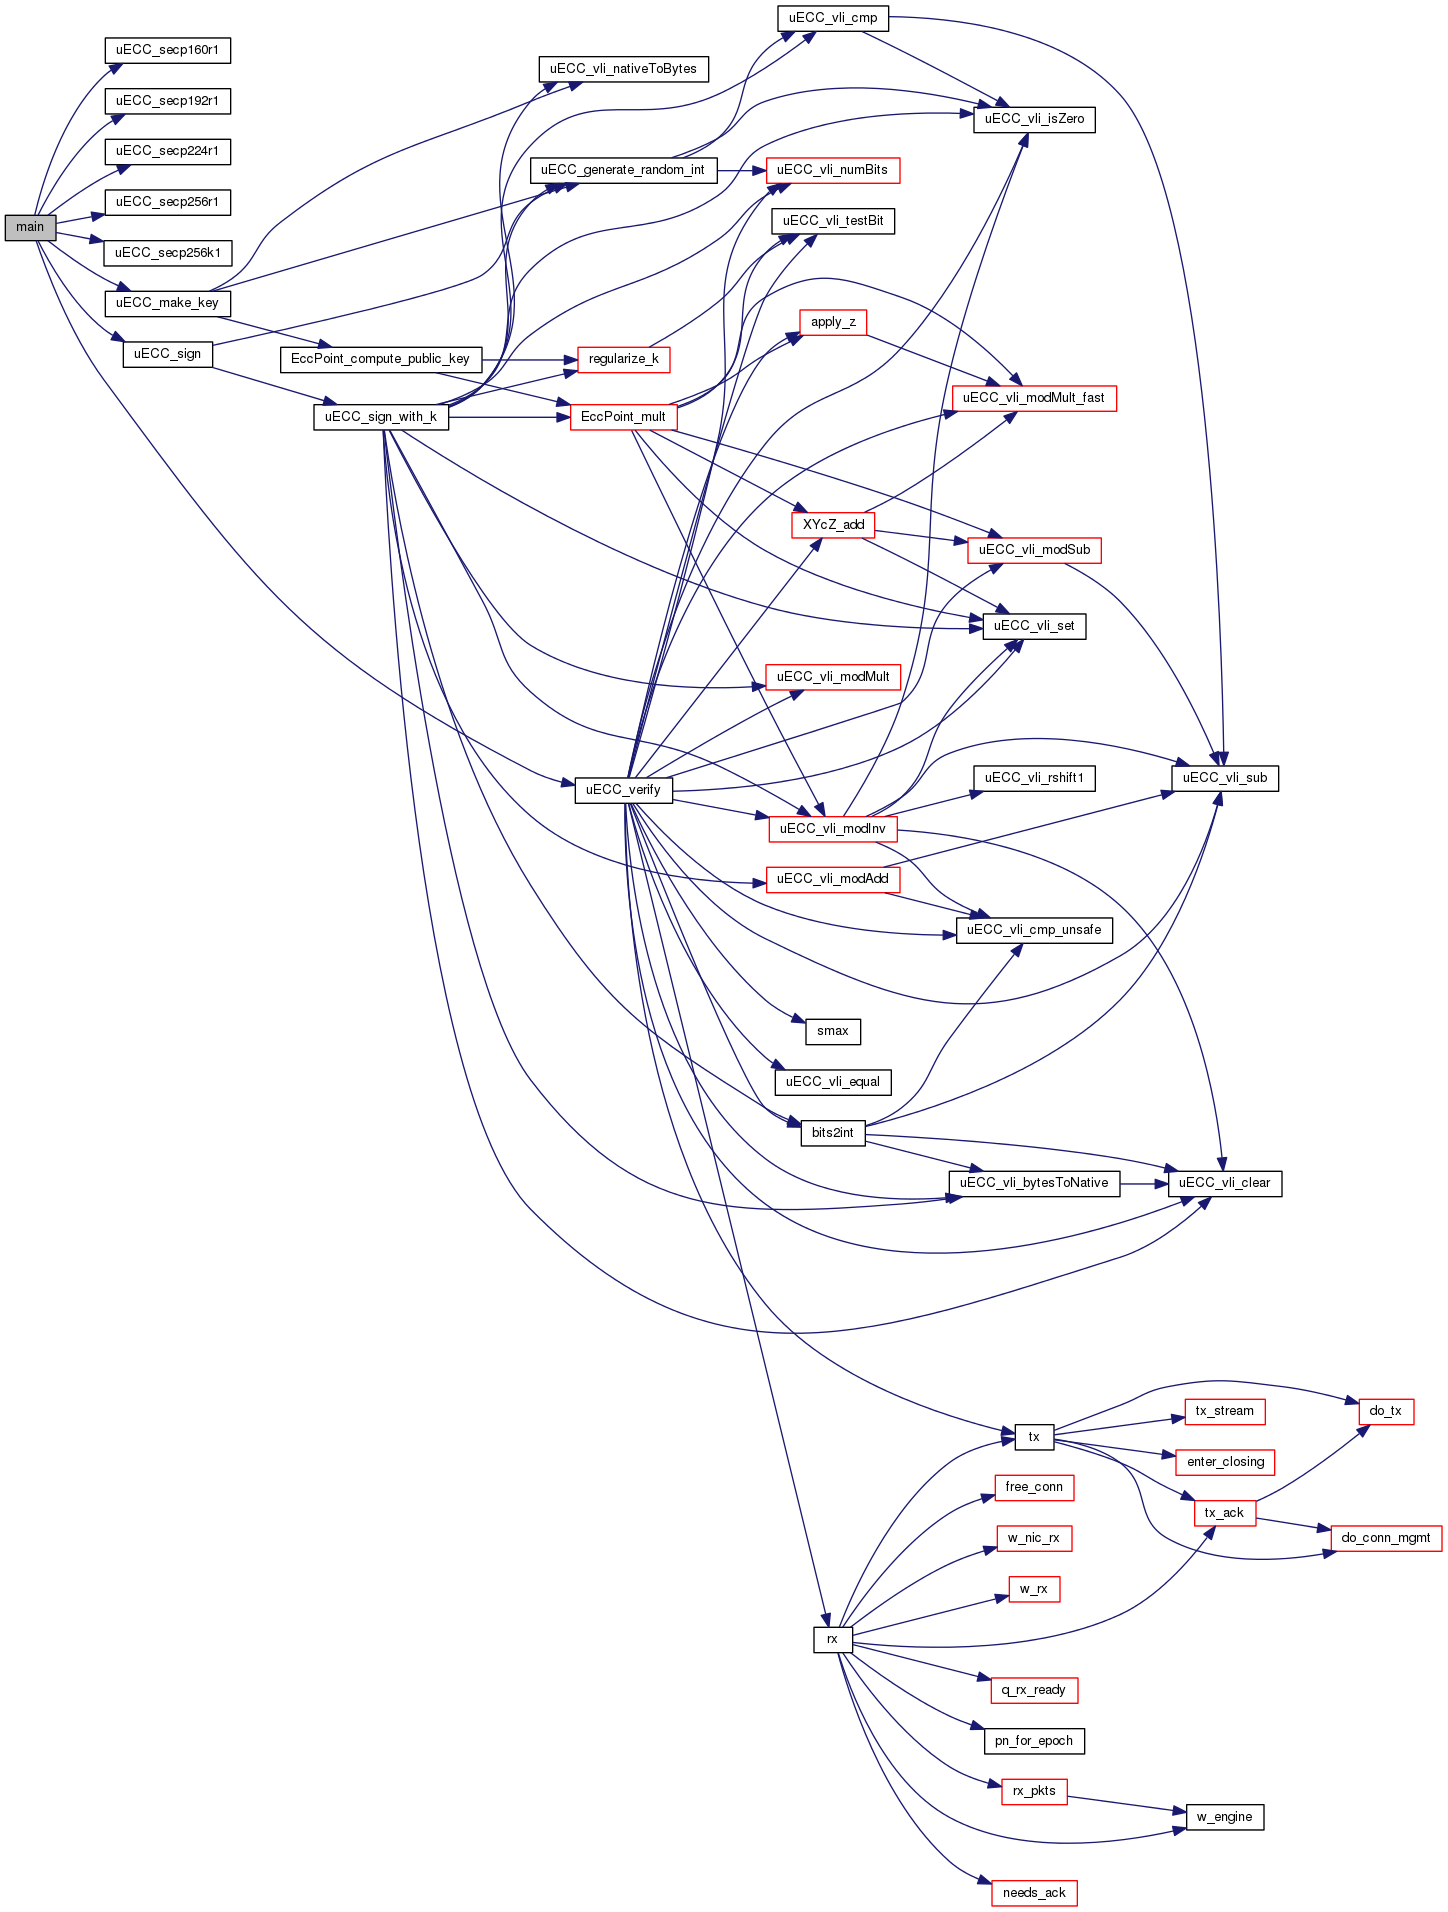 main
uECC_secp160r1
uECC_secp192r1
uECC_secp224r1
uECC_secp256r1
uECC_secp256k1
uECC_make_key
uECC_sign
EccPoint_compute_public_key
uECC_sign_with_k
uECC_vli_nativeToBytes
uECC_generate_random_int
regularize_k
EccPoint_mult
uECC_verify
uECC_vli_cmp
uECC_vli_numBits
uECC_vli_testBit
apply_z
XYcZ_add
uECC_vli_modMult
uECC_vli_modInv
uECC_vli_modAdd
smax
uECC_vli_equal
bits2int
rx
uECC_vli_isZero
uECC_vli_modMult_fast
uECC_vli_modSub
uECC_vli_set
uECC_vli_rshift1
uECC_vli_cmp_unsafe
uECC_vli_bytesToNative
tx
free_conn
w_nic_rx
w_rx
q_rx_ready
pn_for_epoch
rx_pkts
needs_ack
uECC_vli_sub
uECC_vli_clear
tx_stream
enter_closing
tx_ack
w_engine
do_tx
do_conn_mgmt